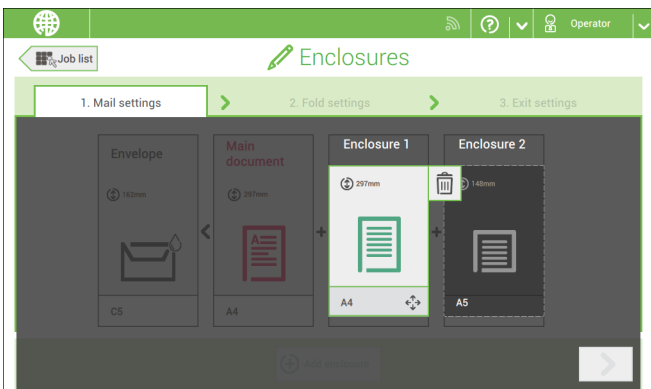 Operator
Job list
Enclosures
1. Mail settings
2. Fold settings
3. Exit settings
Envelope
162mm
C5
Main
document
297mm
A
A4
Enclosure 1
297mm
A4
Enclosure 2
148mm
A5
Add enclosure